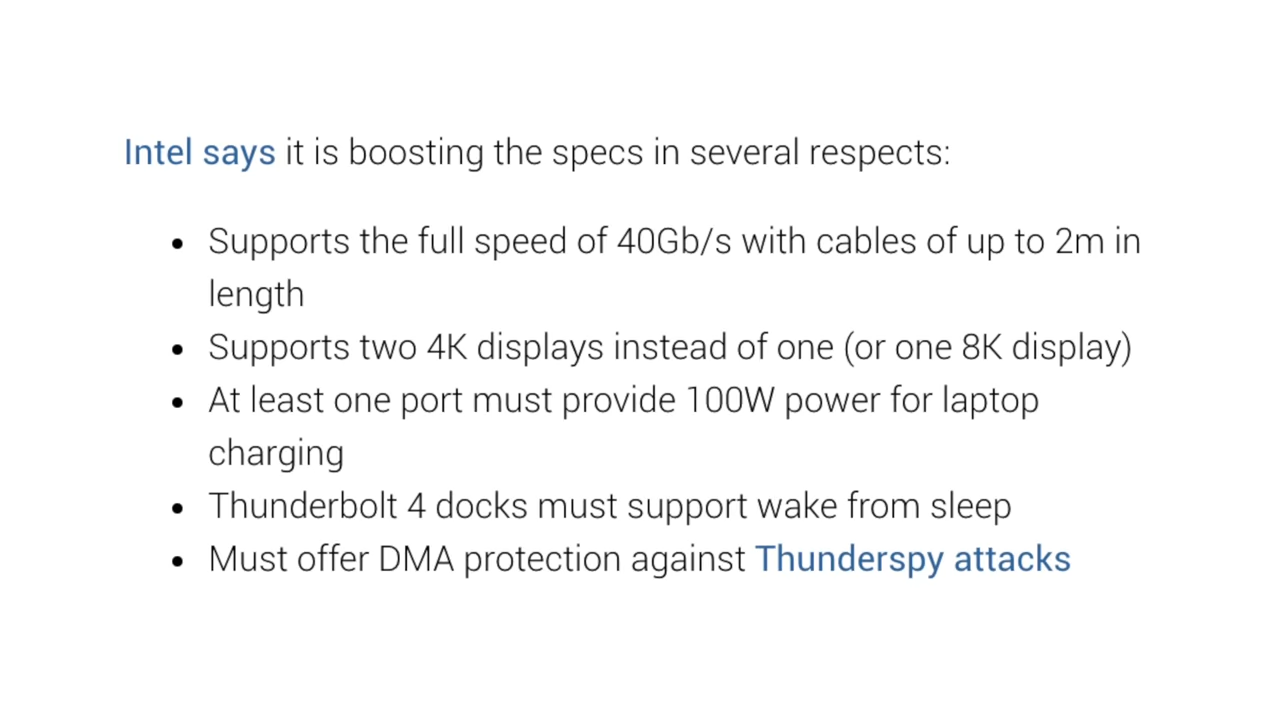 Intel says it is boosting the specs in several respects:
• Supports the full speed of 40Gb/s with cables of up to 2m in
length
• Supports two 4K displays instead of one (or one 8K display)
• At least one port must provide 100W power for laptop
charging
• Thunderbolt 4 docks must support wake from sleep
• Must offer DMA protection against Thunderspy attacks